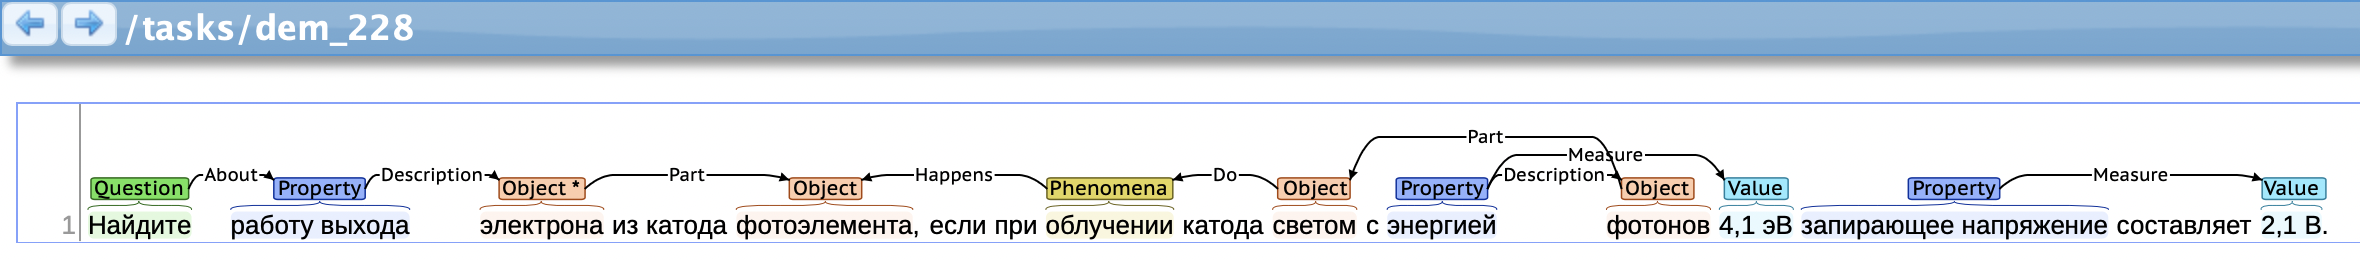 /tasks/dem_228
Part
Measure
Question About Property Description Object * Part Object Happens Phenomena Do Object Property Description Object Value Property Measure Value
1 Найдите работу выхода электрона из катода фотоэлемента, если при облучении катода светом с энергией фотонов 4,1 эВ запирающее напряжение составляет 2,1 В.